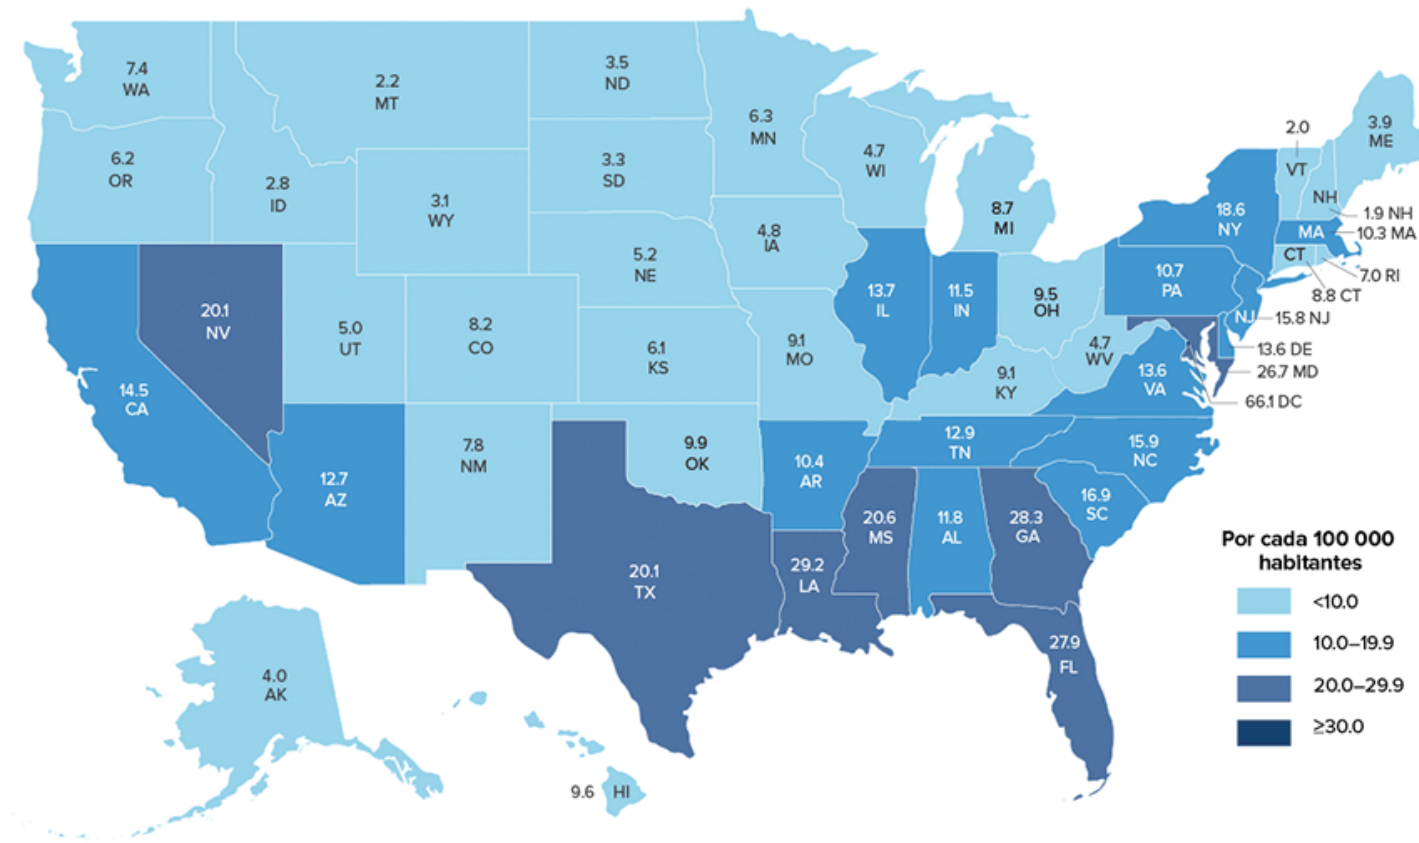 7.4
WA
2.2
MT
3.5
ND
6.3
MN
4.7
WI
8.7
MI
2.0
VT
3.9
ME
NH
1.9 NH
MA
10.3 MA
CT
7.0 RI
8.8 CT
6.2
OR
2.8
ID
3.1
WY
3.3
SD
4.8
IA
18.6
NY
5.2
NE
10.7
PA
20.1
NV
5.0
UT
8.2
CO
6.1
KS
9.1
MO
13.7
IL
11.5
IN
9.5
OH
4.7
WV
NJ
15.8 NJ
13.6 DE
26.7 MD
66.1 DC
13.6
VA
9.1
KY
14.5
CA
12.7
AZ
7.8
NM
9.9
OK
10.4
AR
12.9
TN
15.9
NC
16.9
SC
20.1
TX
29.2
LA
20.6
MS
11.8
AL
28.3
GA
27.9
FL
4.0
AK
9.6 HI
Por cada 100 000
habitantes
<10.0
10.0–19.9
20.0–29.9
≥30.0